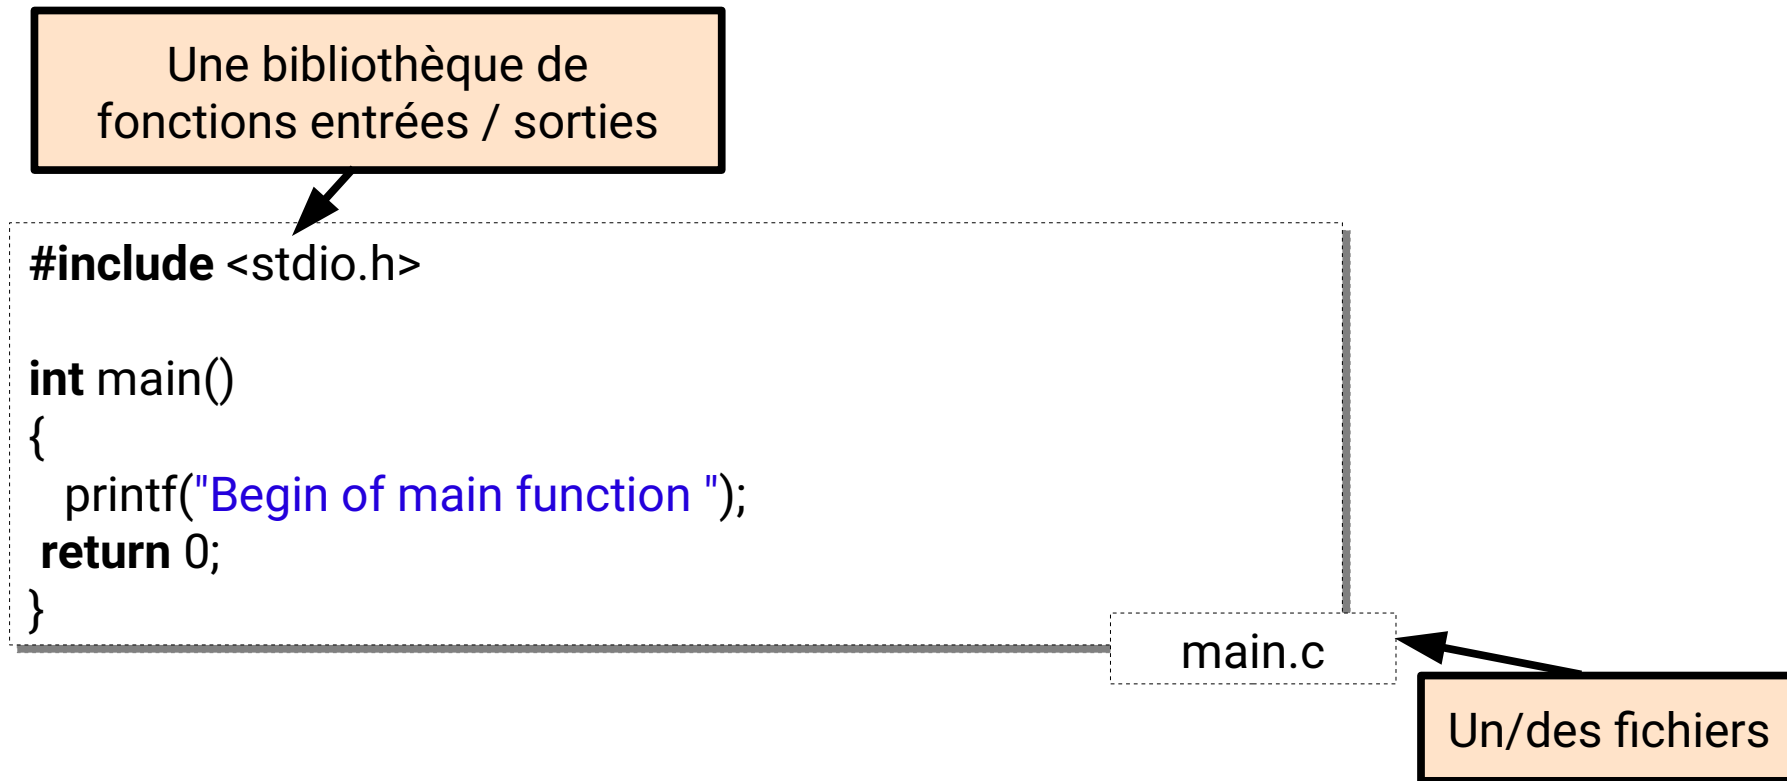 Une bibliothèque de
fonctions entrées / sorties
#include <stdio.h>
int main()
{
printf("Begin of main function ");
return 0;
}
main.c
Un/des fichiers